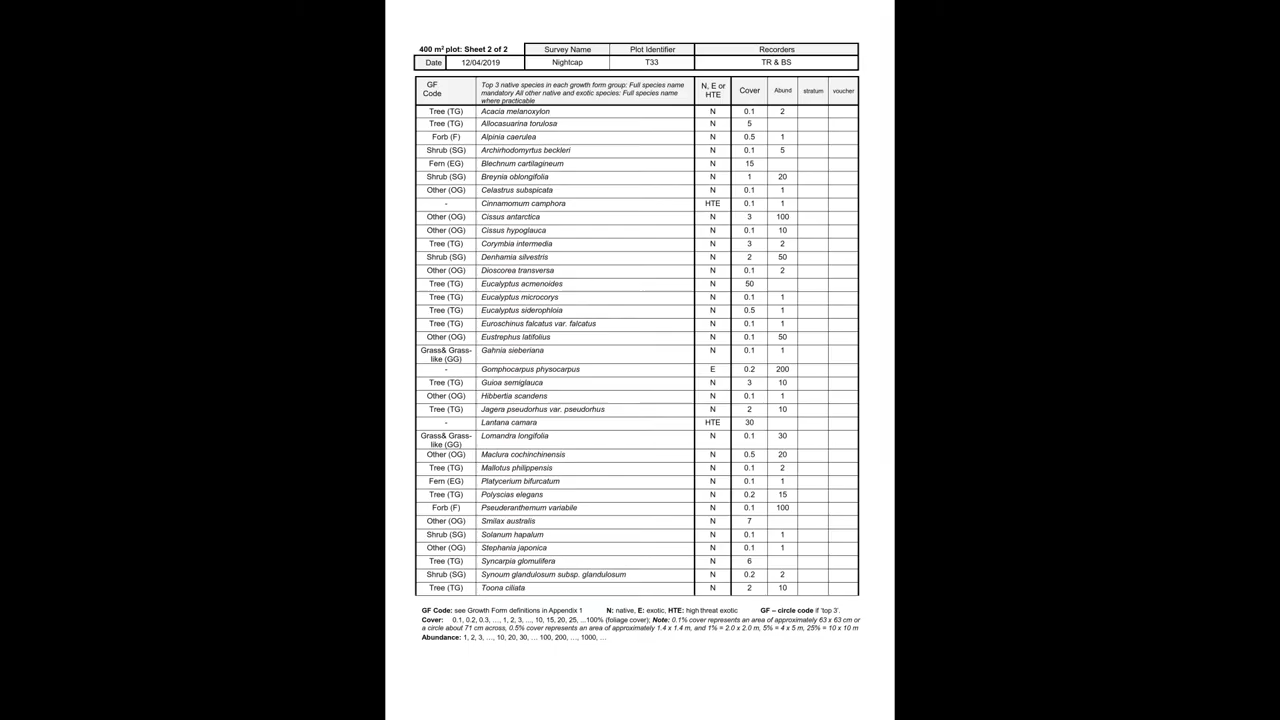 400 m2 plot: Sheet 2 of 2 Survey Name Plot Identifier Recorders
Date 12/04/2019 Nightcap T33 TR & BS
GF Code Top 3 native species in each growth form group: Full species name mandatory All other native and exotic species: Full species name where practicable N, E or HTE Cover Abund stratum voucher
Tree (TG) Acacia melanoxylon N 0.1 2
Tree (TG) Allocasuarina torulosa N 5
Forb (F) Alpinia caerulea N 0.5 1
Shrub (SG) Archirhodomyrtus beckleri N 0.1 5
Fern (EG) Blechnum cartilagineum N 15
Shrub (SG) Breynia oblongifolia N 1 20
Other (OG) Celastrus subspicata N 0.1 1
- Cinnamomum camphora HTE 0.1 1
Other (OG) Cissus antarctica N 3 100
Other (OG) Cissus hypoglauca N 0.1 10
Tree (TG) Corymbia intermedia N 3 2
Shrub (SG) Denhamia silvestris N 2 50
Other (OG) Dioscorea transversa N 0.1 2
Tree (TG) Eucalyptus acmenoides N 50
Tree (TG) Eucalyptus microcorys N 0.1 1
Tree (TG) Eucalyptus siderophloia N 0.5 1
Tree (TG) Euroschinus falcatus var. falcatus N 0.1 1
Other (OG) Eustrephus latifolius N 0.1 50
Grass& Grass-like (GG) Gahnia sieberiana N 0.1 1
- Gomphocarpus physocarpus E 0.2 200
Tree (TG) Guioa semiglauca N 3 10
Other (OG) Hibbertia scandens N 0.1 1
Tree (TG) Jagera pseudorhus var. pseudorhus N 2 10
- Lantana camara HTE 30
Grass& Grass-like (GG) Lomandra longifolia N 0.1 30
Other (OG) Maclura cochinchinensis N 0.5 20
Tree (TG) Mallotus philippensis N 0.1 2
Fern (EG) Platycerium bifurcatum N 0.1 1
Tree (TG) Polyscias elegans N 0.2 15
Forb (F) Pseuderanthemum variabile N 0.1 100
Other (OG) Smilax australis N 7
Shrub (SG) Solanum hapalum N 0.1 1
Other (OG) Stephania japonica N 0.1 1
Tree (TG) Syncarpia glomulifera N 6
Shrub (SG) Synoum glandulosum subsp. glandulosum N 0.2 2
Tree (TG) Toona ciliata N 2 10
GF Code: see Growth Form definitions in Appendix 1 N: native, E: exotic, HTE: high threat exotic GF – circle code if 'top 3'.
Cover: 0.1, 0.2, 0.3, ..., 1, 2, 3, ..., 10, 15, 20, 25, ...100% (foliage cover); Note: 0.1% cover represents an area of approximately 63 x 63 cm or
a circle about 71 cm across, 0.5% cover represents an area of approximately 1.4 x 1.4 m, and 1% = 2.0 x 2.0 m, 5% = 4 x 5 m, 25% = 10 x 10 m
Abundance: 1, 2, 3, ..., 10, 20, 30, ... 100, 200, ..., 1000, ...